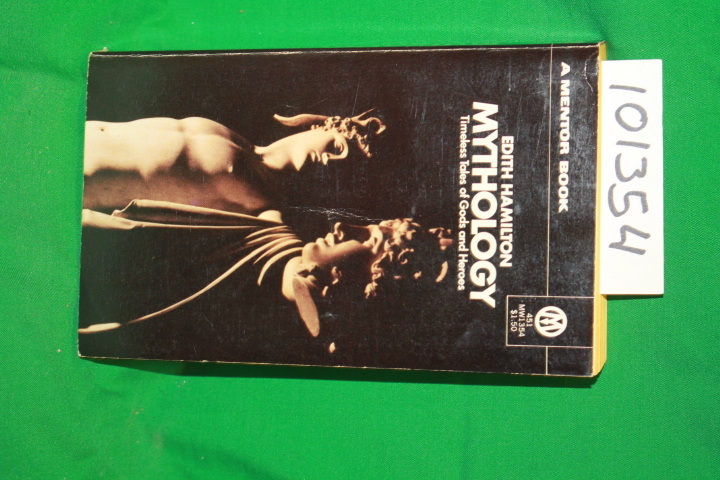 A MENTOR BOOK
EDITH HAMILTON
MYTHOLOGY
Timeless Tales of Gods and Heroes
M
451
MW1354
$1.50
101354